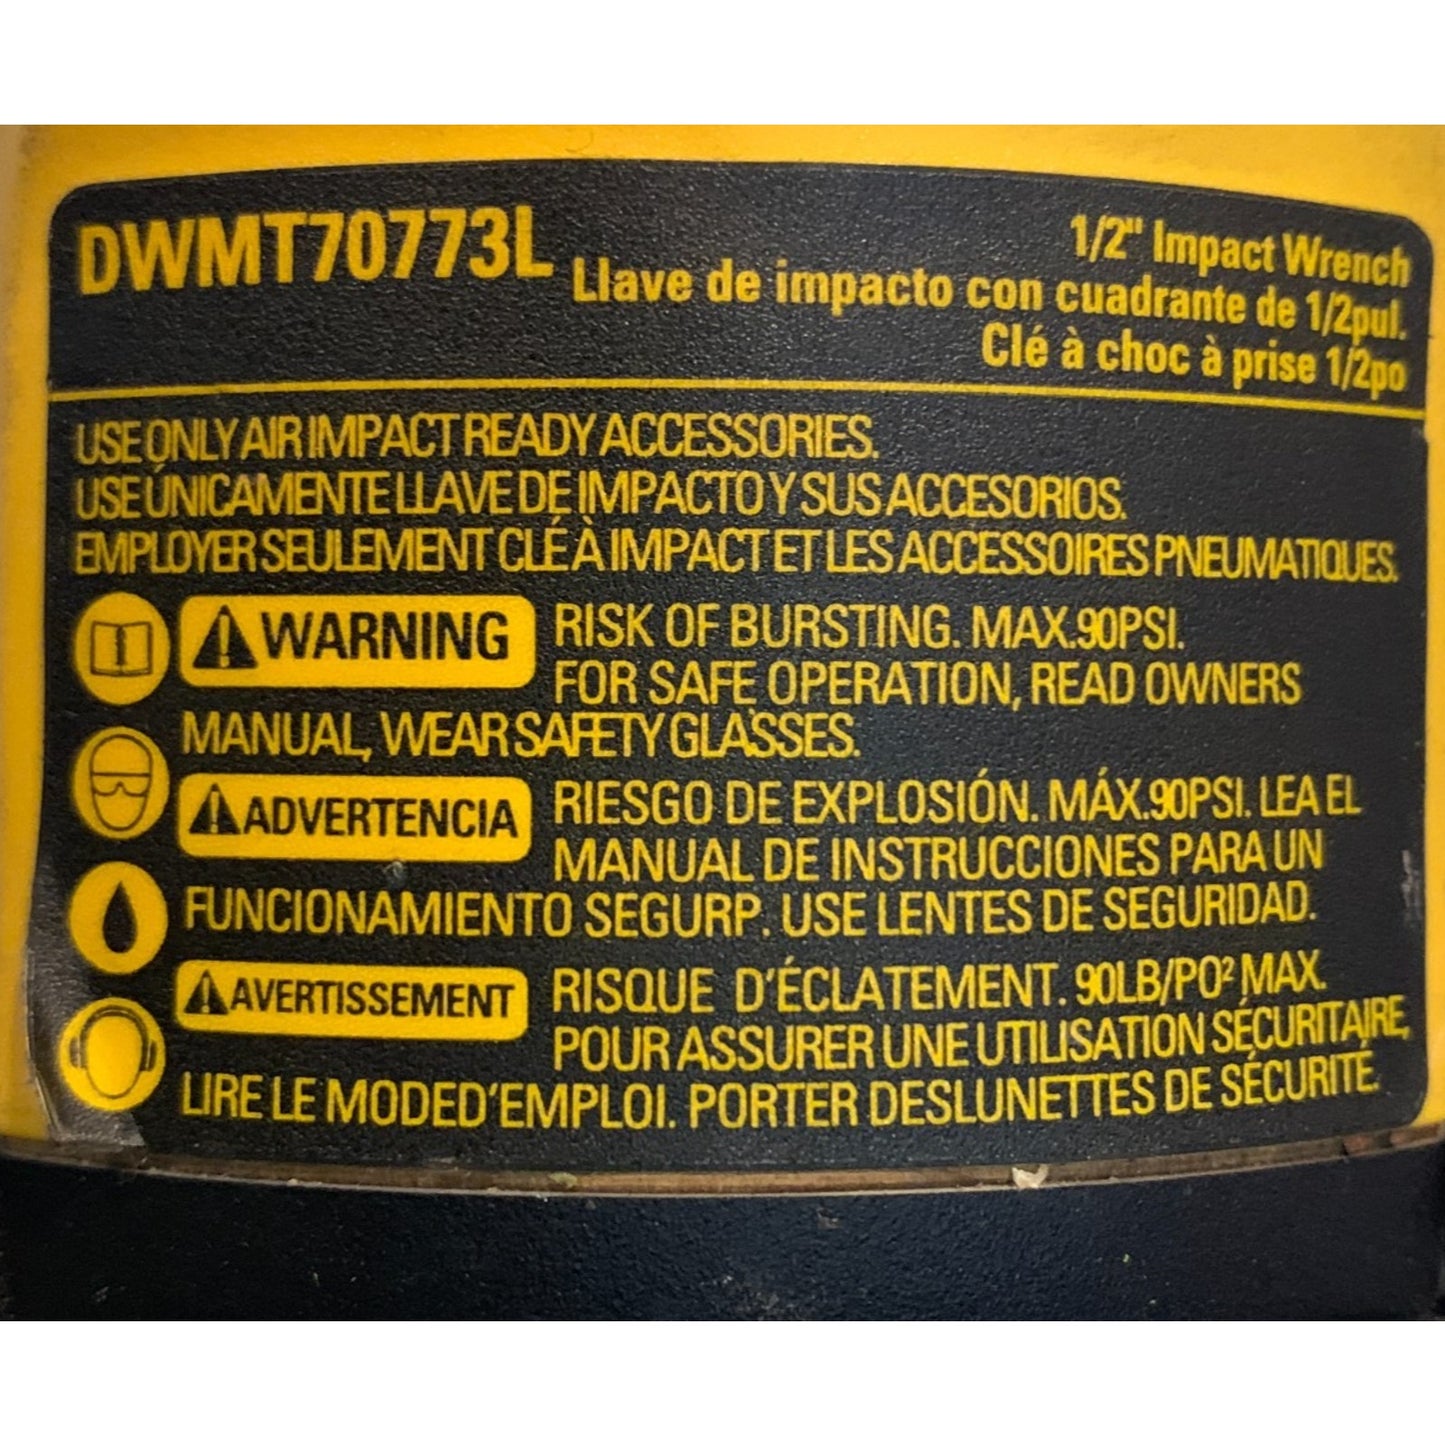 DWMT70773L
1/2" Impact Wrench
Llave de impacto con cuadrante de 1/2pul.
Clé à choc à prise 1/2po
USE ONLY AIR IMPACT READY ACCESSORIES.
USE ÚNICAMENTE LLAVE DE IMPACTO Y SUS ACCESORIOS.
EMPLOYER SEULEMENT CLÉ À IMPACT ET LES ACCESSOIRES PNEUMATIQUES.
WARNING RISK OF BURSTING. MAX.90PSI.
FOR SAFE OPERATION, READ OWNERS
MANUAL, WEAR SAFETY GLASSES.
ADVERTENCIA RIESGO DE EXPLOSIÓN. MÁX.90PSI. LEA EL
MANUAL DE INSTRUCCIONES PARA UN
FUNCIONAMIENTO SEGURP. USE LENTES DE SEGURIDAD.
AVERTISSEMENT RISQUE D'ÉCLATEMENT. 90LB/PO² MAX.
POUR ASSURER UNE UTILISATION SÉCURITAIRE,
LIRE LE MODED'EMPLOI. PORTER DESLUNETTES DE SÉCURITÉ.